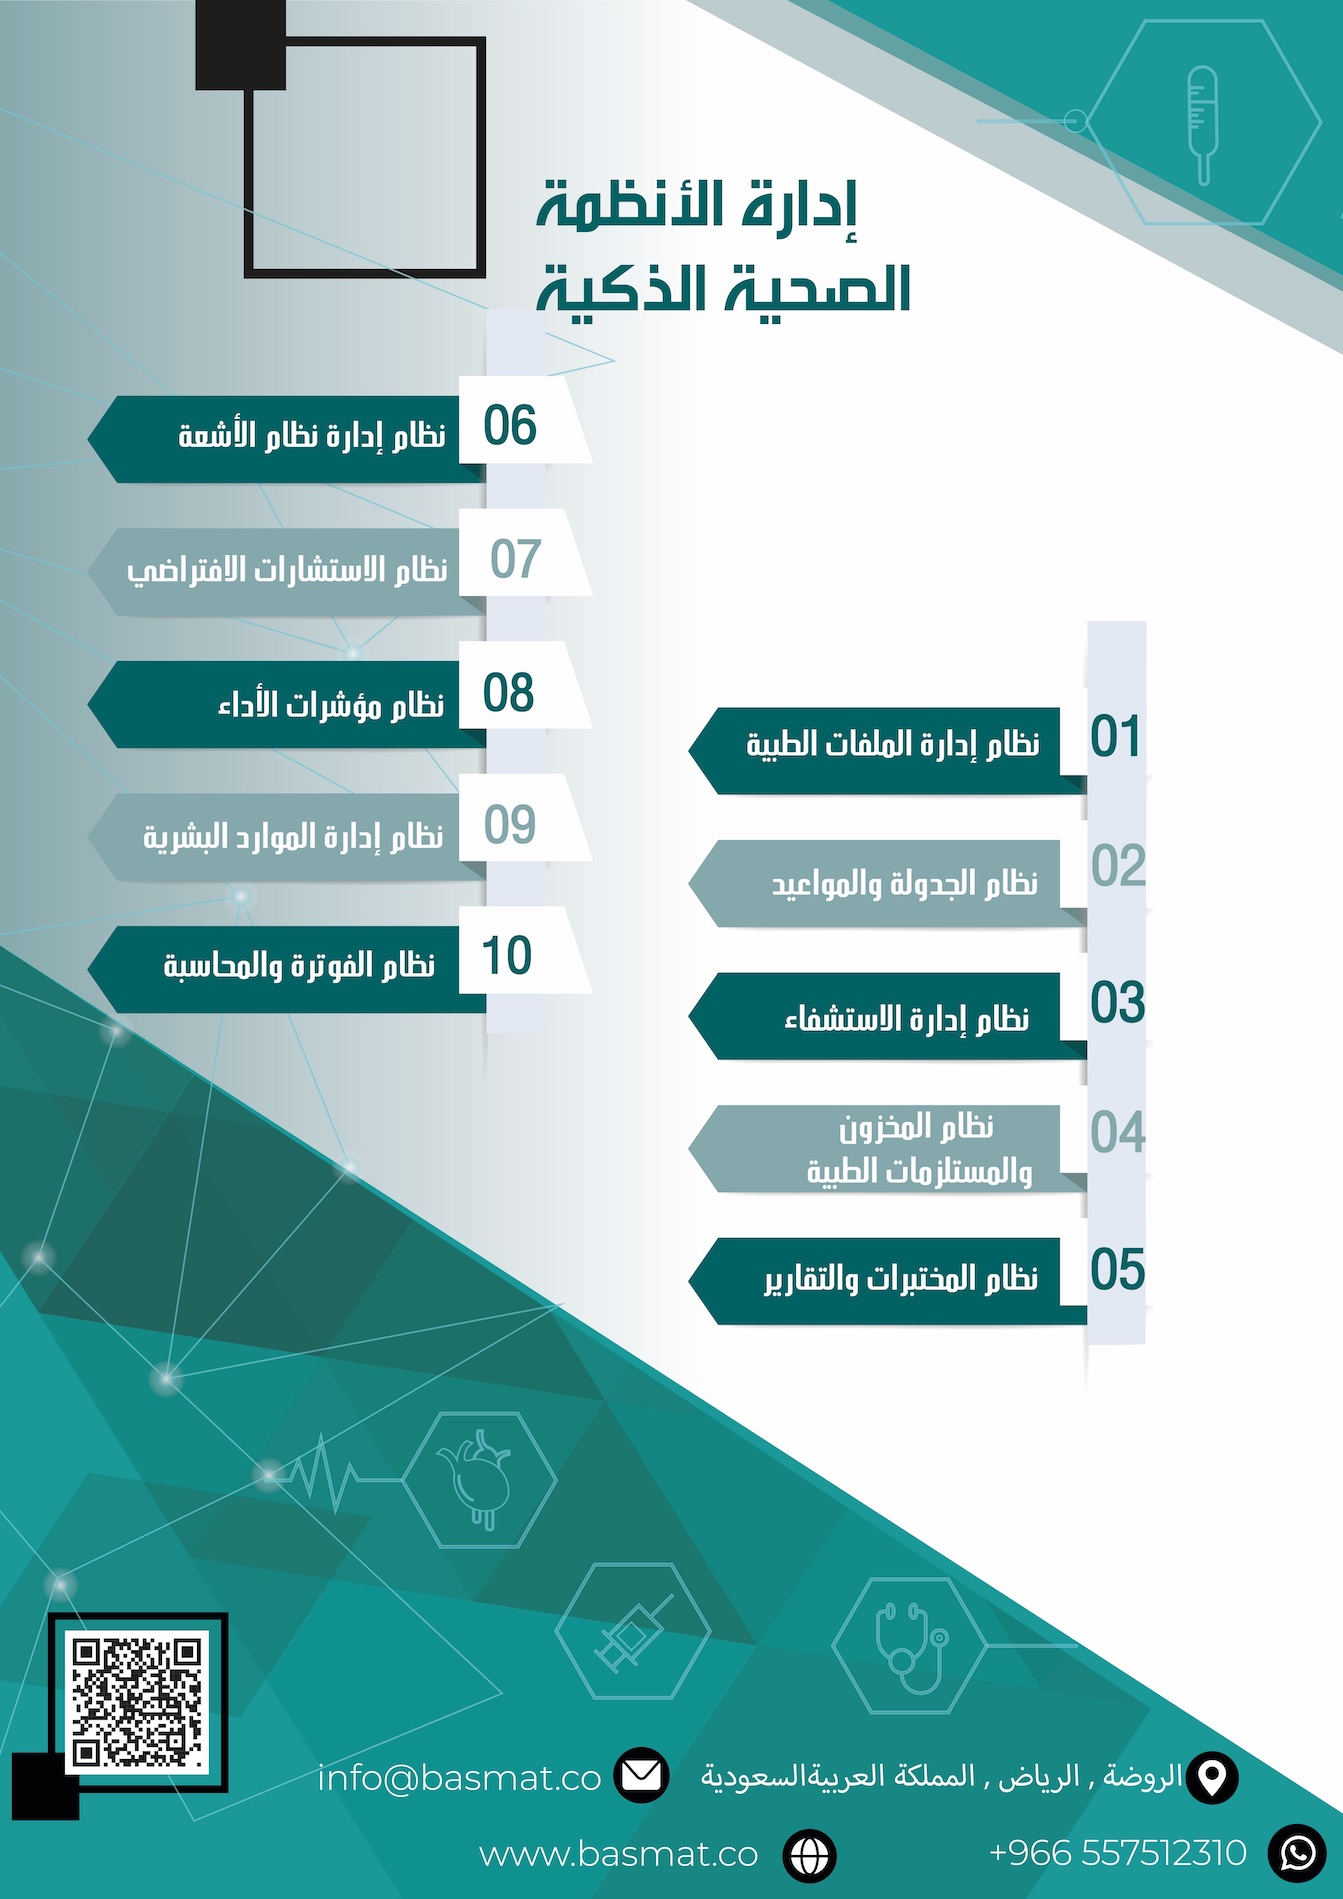 إدارة الأنظمة
الصحية الذكية
01
نظام إدارة الملفات الطبية
02
نظام الجدولة والمواعيد
03
نظام إدارة الاستشفاء
04
نظام المخزون
والمستلزمات الطبية
05
نظام المختبرات والتقارير
06
نظام إدارة نظام الأشعة
07
نظام الاستشارات الافتراضي
08
نظام مؤشرات الأداء
09
نظام إدارة الموارد البشرية
10
نظام الفوترة والمحاسبة
الروضة , الرياض , المملكة العربيةالسعودية
info@basmat.co
+966 557512310
www.basmat.co